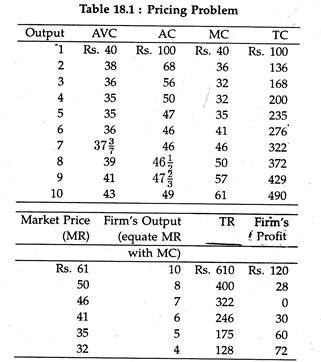 Table 18.1 : Pricing Problem
Output AVC AC MC TC
1 Rs. 40 Rs. 100 Rs. 40 Rs. 100
2 38 68 36 136
3 36 56 32 168
4 35 50 32 200
5 35 47 35 235
6 36 46 41 276
7 37 3/7 46 46 322
8 39 46 1/2 50 372
9 41 47 2/3 57 429
10 43 49 61 490
Market Price Firm's Output TR Firm's
(MR) (equate MR Profit
with MC)
Rs. 61 10 Rs. 610 Rs. 120
50 8 400 28
46 7 322 0
41 6 246 30
35 5 175 60
32 4 128 72